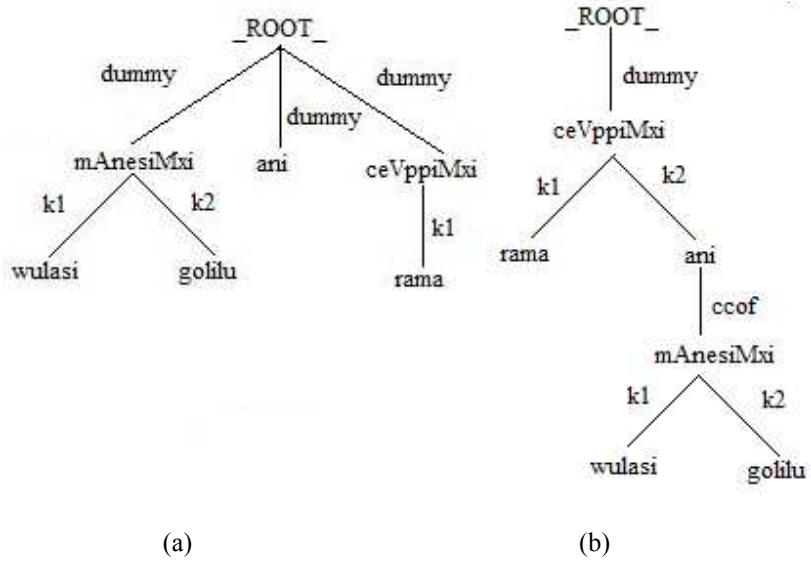 _ROOT_
dummy dummy dummy
mAnesiMxi ani ceVppiMxi
k1 k2 k1
wulasi golilu rama
(a)
_ROOT_
dummy
ceVppiMxi
k1 k2
rama ani
ccof
mAnesiMxi
k1 k2
wulasi golilu
(b)